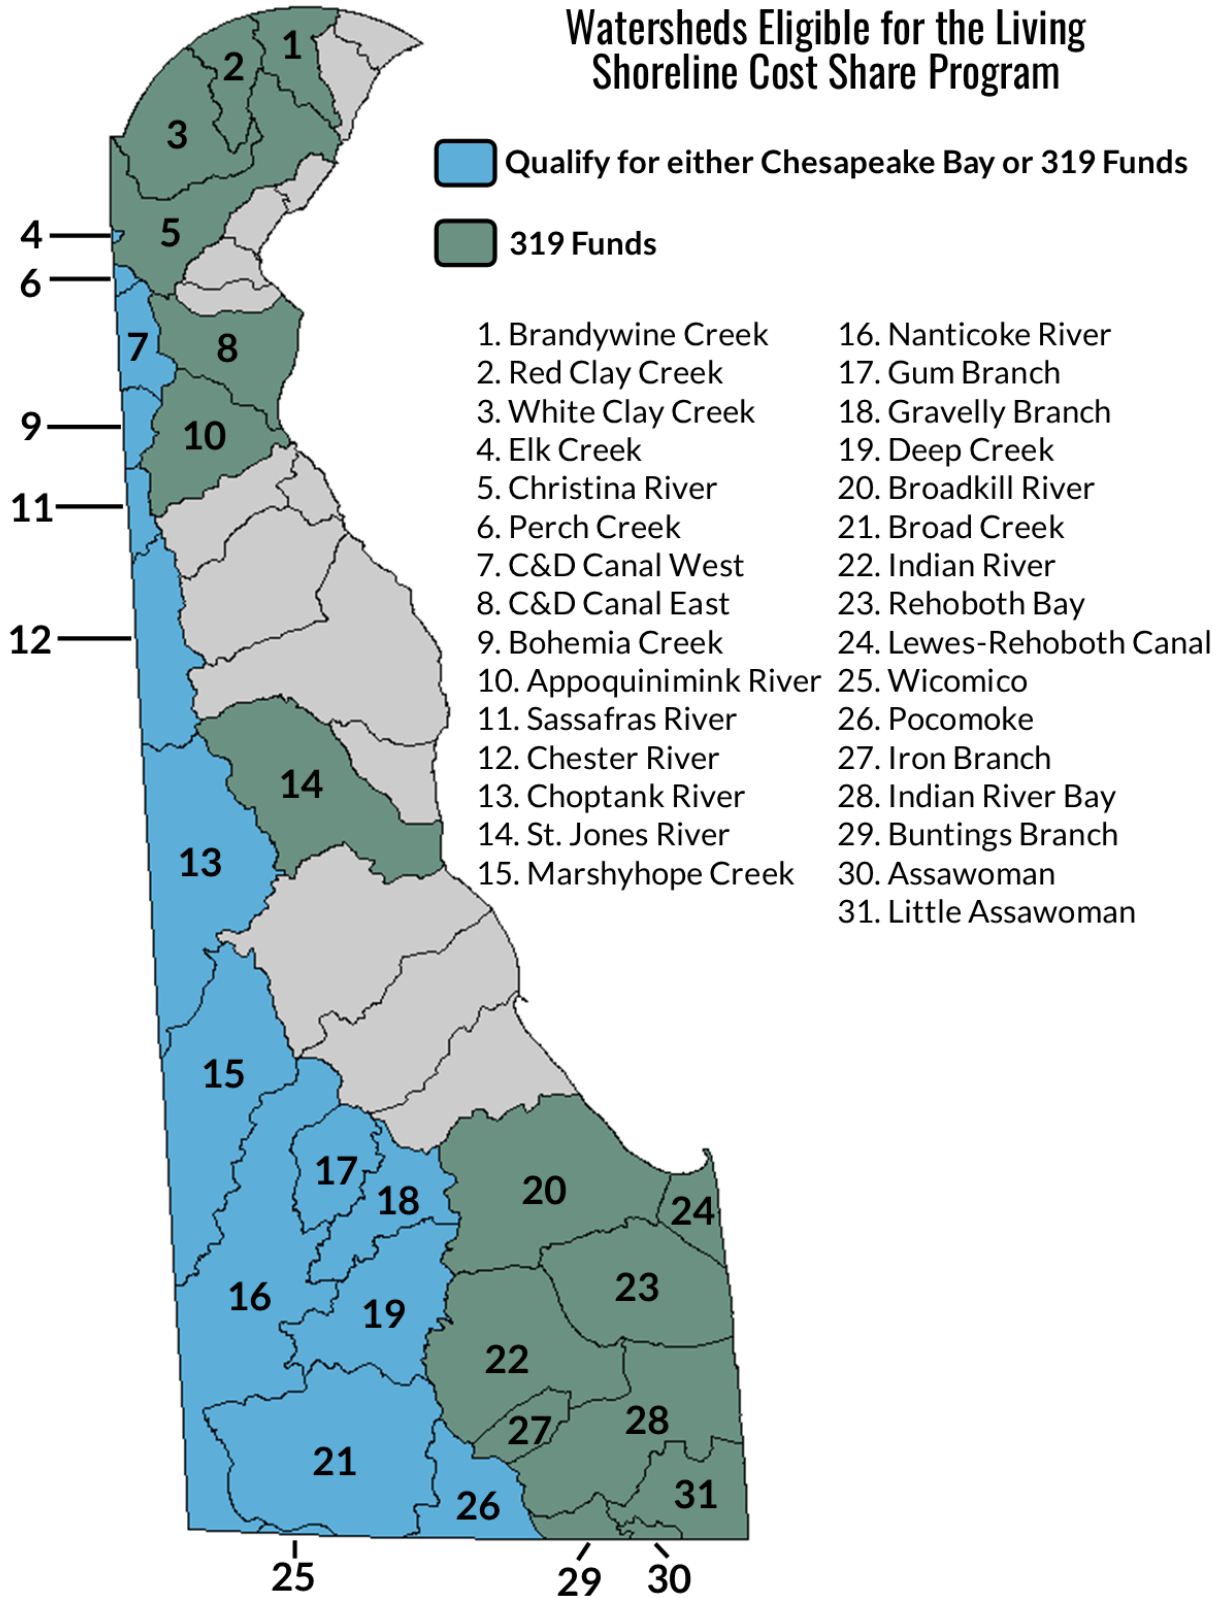 Watersheds Eligible for the Living
Shoreline Cost Share Program
Qualify for either Chesapeake Bay or 319 Funds
319 Funds
1. Brandywine Creek
2. Red Clay Creek
3. White Clay Creek
4. Elk Creek
5. Christina River
6. Perch Creek
7. C&D Canal West
8. C&D Canal East
9. Bohemia Creek
10. Appoquinimink River
11. Sassafras River
12. Chester River
13. Choptank River
14. St. Jones River
15. Marshyhope Creek
16. Nanticoke River
17. Gum Branch
18. Gravelly Branch
19. Deep Creek
20. Broadkill River
21. Broad Creek
22. Indian River
23. Rehoboth Bay
24. Lewes-Rehoboth Canal
25. Wicomico
26. Pocomoke
27. Iron Branch
28. Indian River Bay
29. Buntings Branch
30. Assawoman
31. Little Assawoman
1
2
3
4
5
6
7
8
9
10
11
12
14
13
15
17
18
20
24
16
19
23
22
27
28
21
26
31
25
29
30